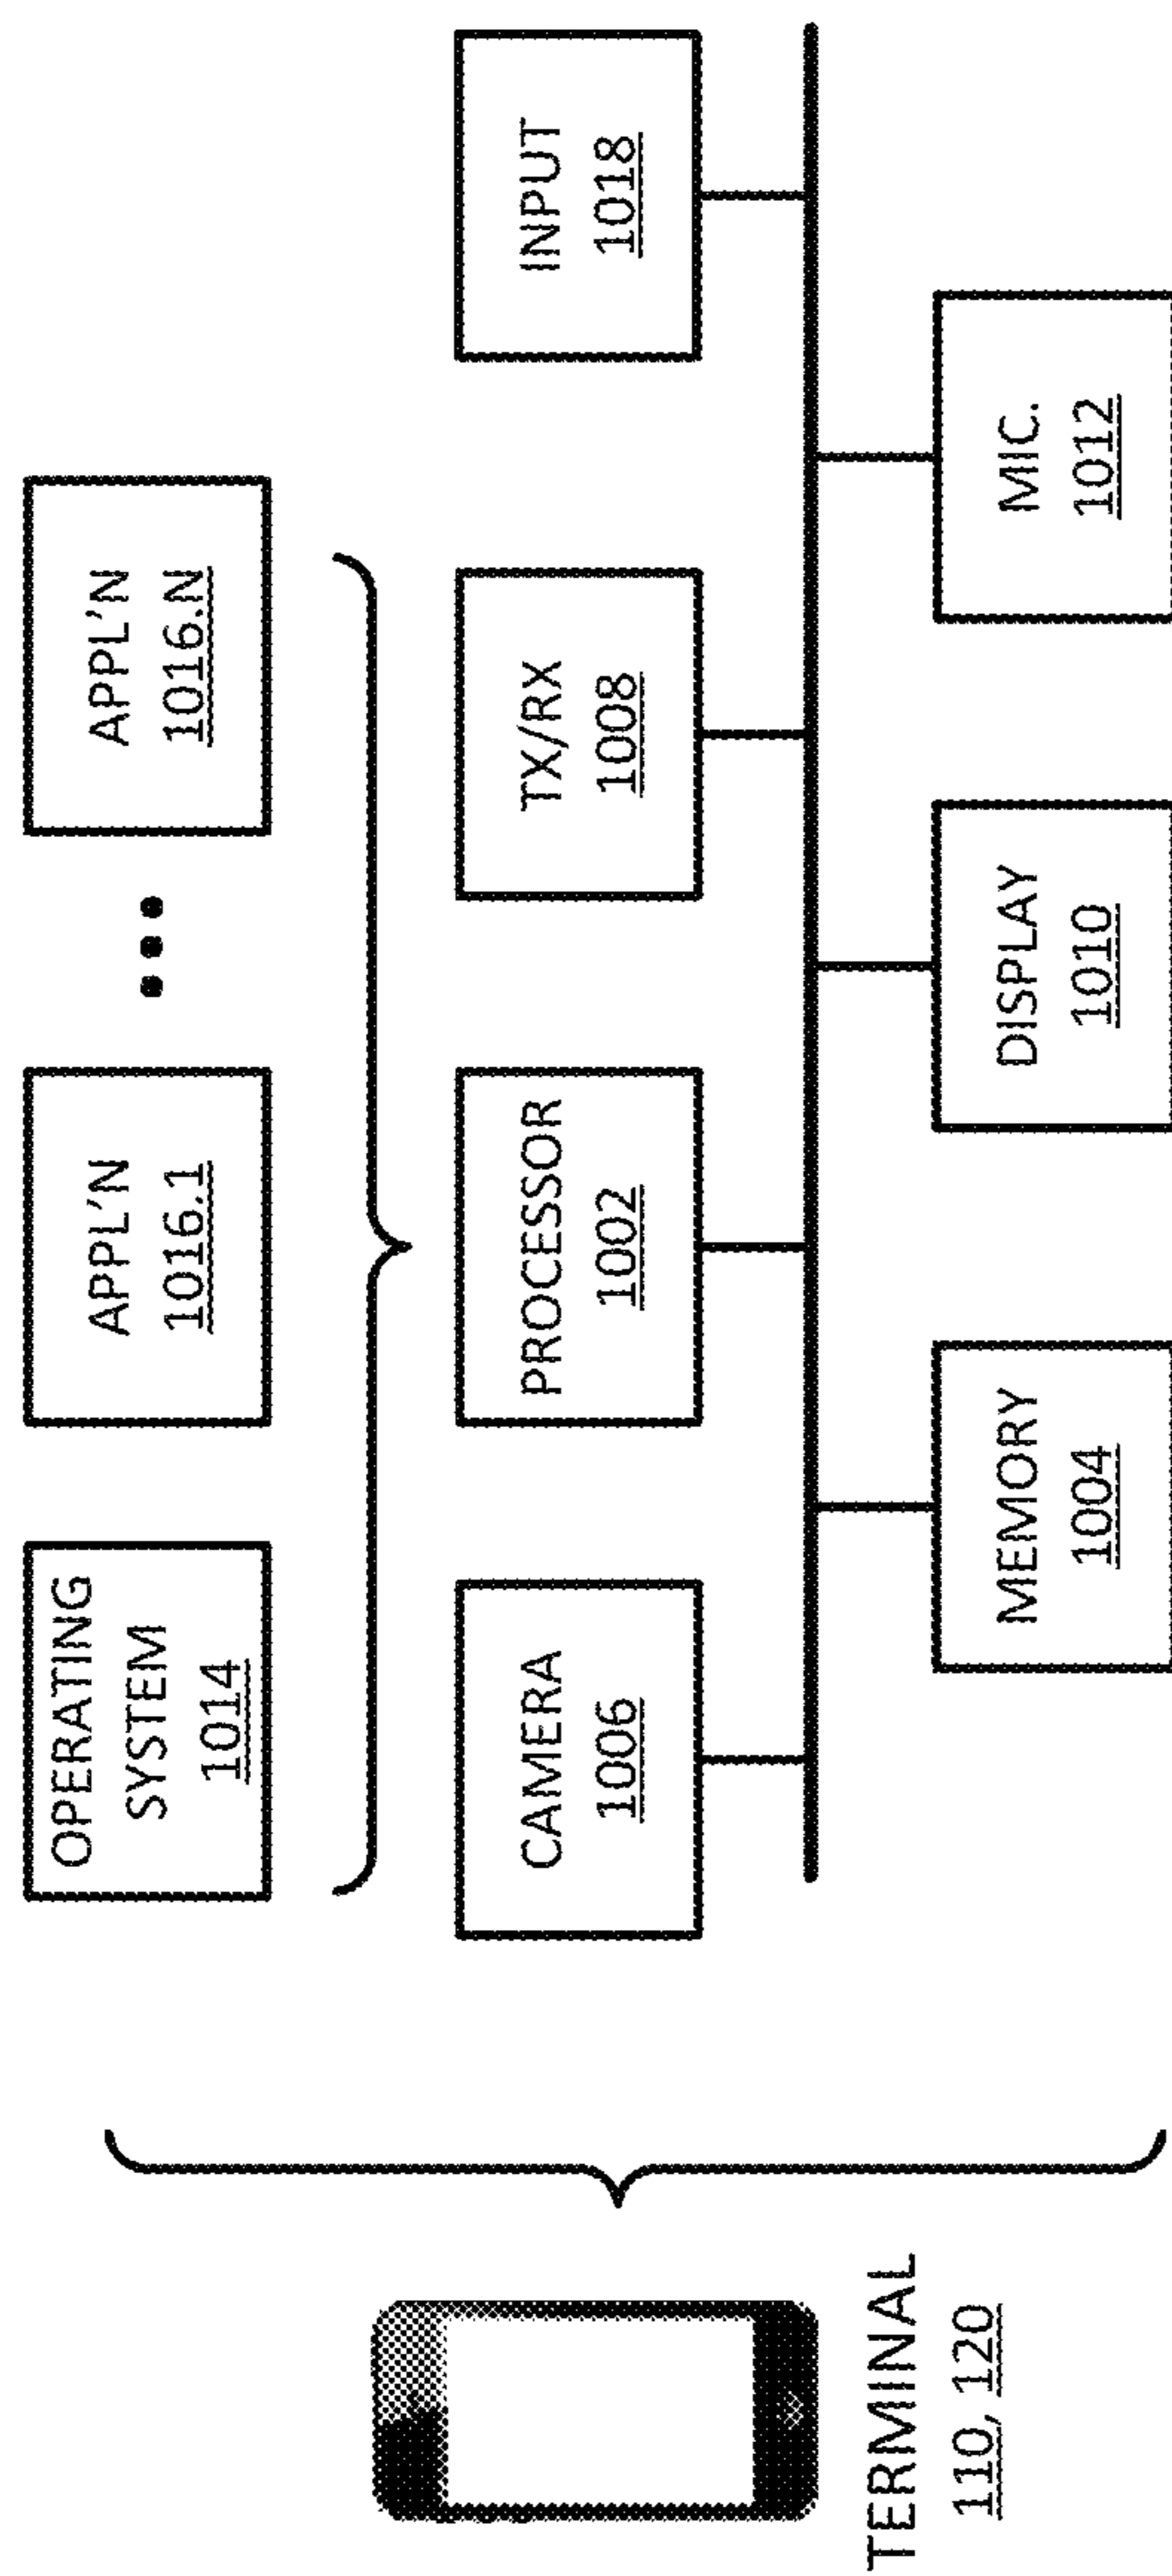 OPERATING
SYSTEM
1014
APPL'N
1016.1
APPL'N
1016.N
CAMERA
1006
PROCESSOR
1002
TX/RX
1008
INPUT
1018
MEMORY
1004
DISPLAY
1010
MIC.
1012
TERMINAL
110, 120